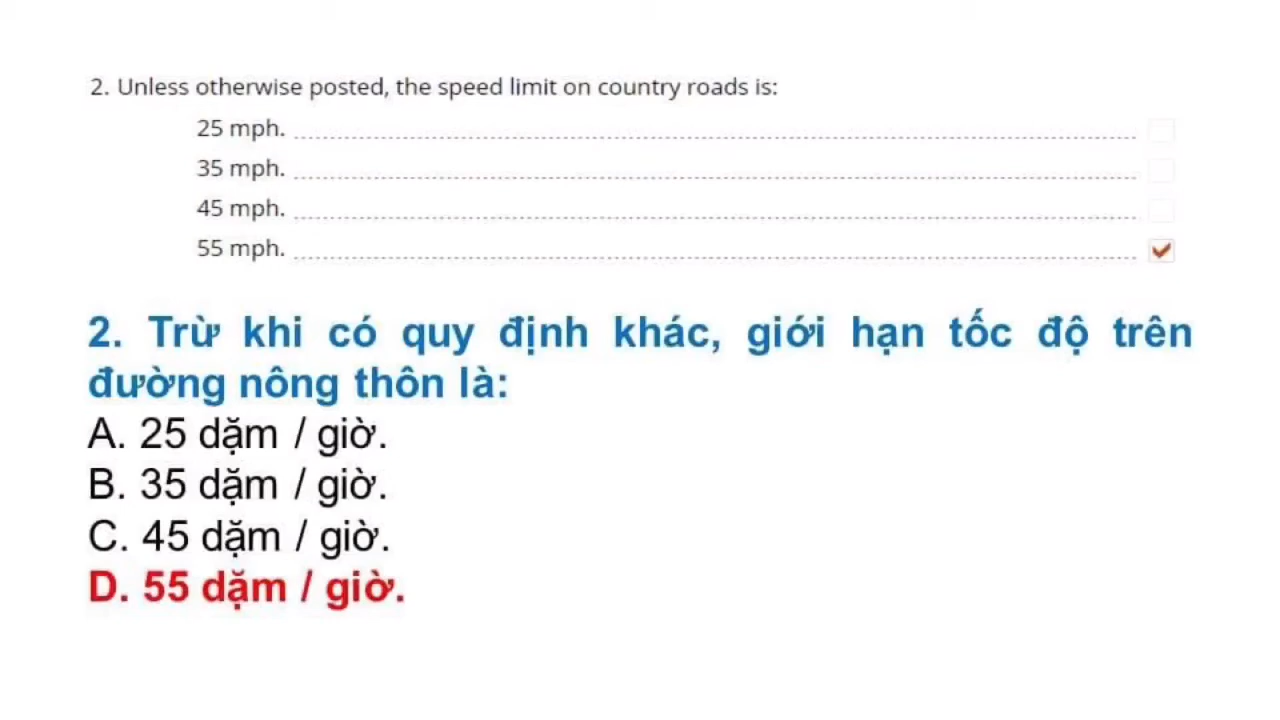 2. Unless otherwise posted, the speed limit on country roads is:
25 mph.
35 mph.
45 mph.
55 mph.
2. Trừ khi có quy định khác, giới hạn tốc độ trên
đường nông thôn là:
A. 25 dặm / giờ.
B. 35 dặm / giờ.
C. 45 dặm / giờ.
D. 55 dặm / giờ.